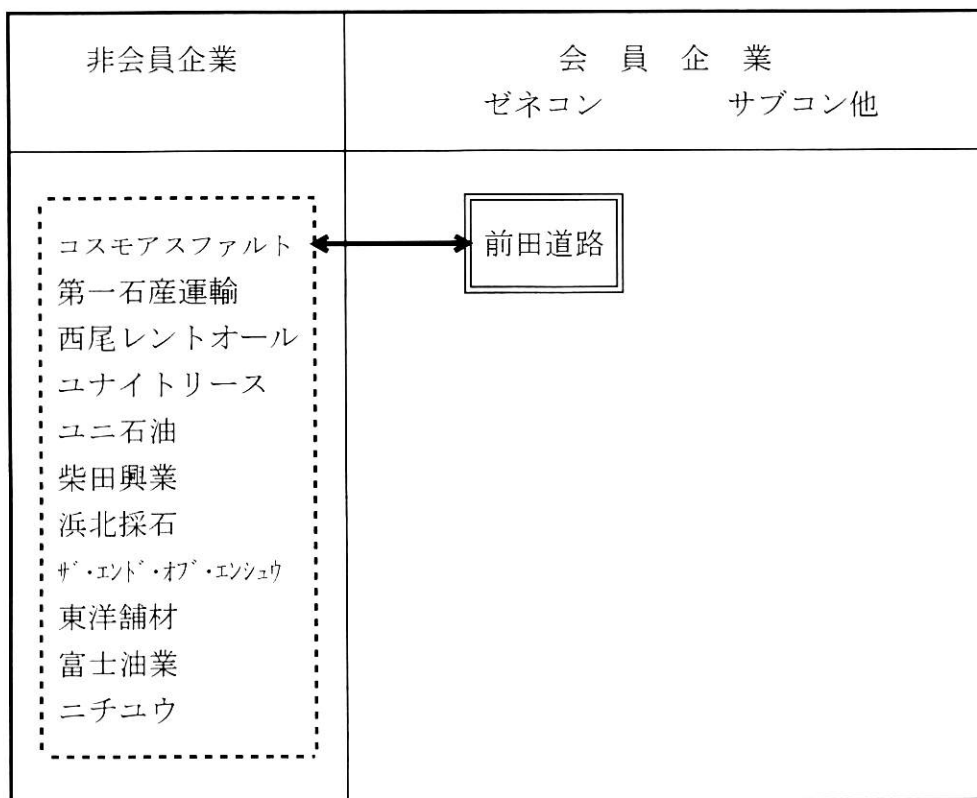 非会員企業
会 員 企 業
ゼネコン サブコン他
コスモアスファルト
前田道路
第一石産運輸
西尾レントオール
ユナイトリース
ユニ石油
柴田興業
浜北採石
ｻﾞ･ｴﾝﾄﾞ･ｵﾌﾞ･ｴﾝｼｭｳ
東洋舗材
富士油業
ニチユウ